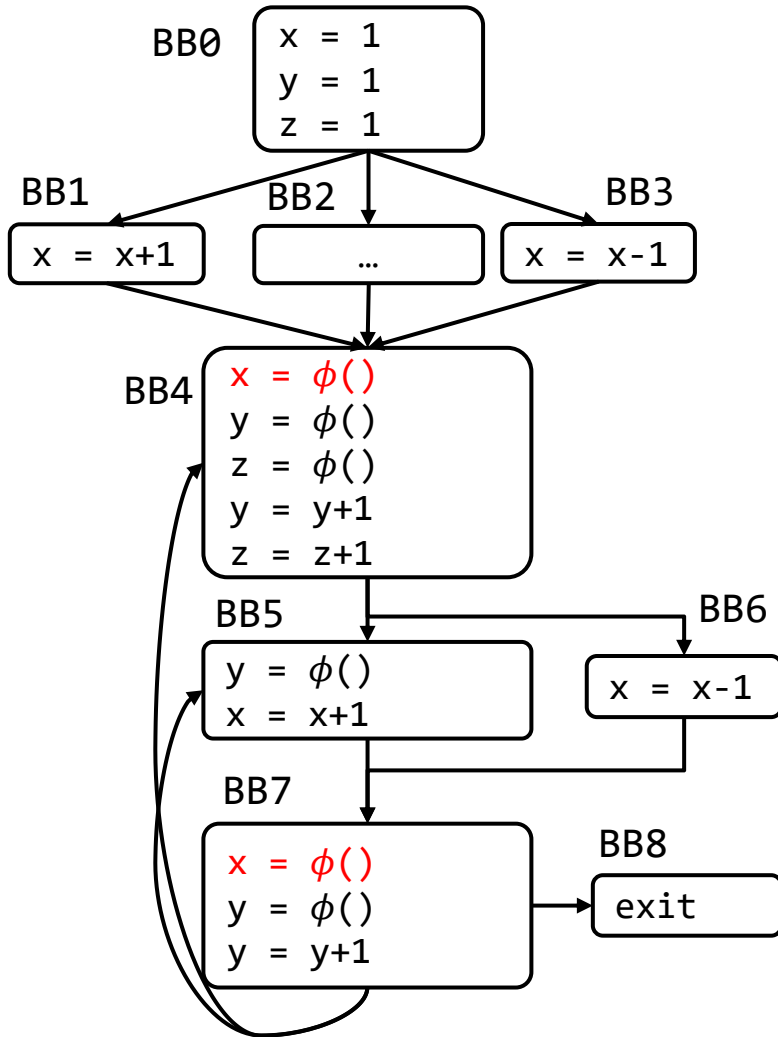 BB0
x = 1
y = 1
z = 1
BB1
BB2
BB3
x = x+1
…
x = x-1
BB4
x = ϕ()
y = ϕ()
z = ϕ()
y = y+1
z = z+1
BB5
BB6
y = ϕ()
x = x+1
x = x-1
BB7
x = ϕ()
y = ϕ()
y = y+1
BB8
exit